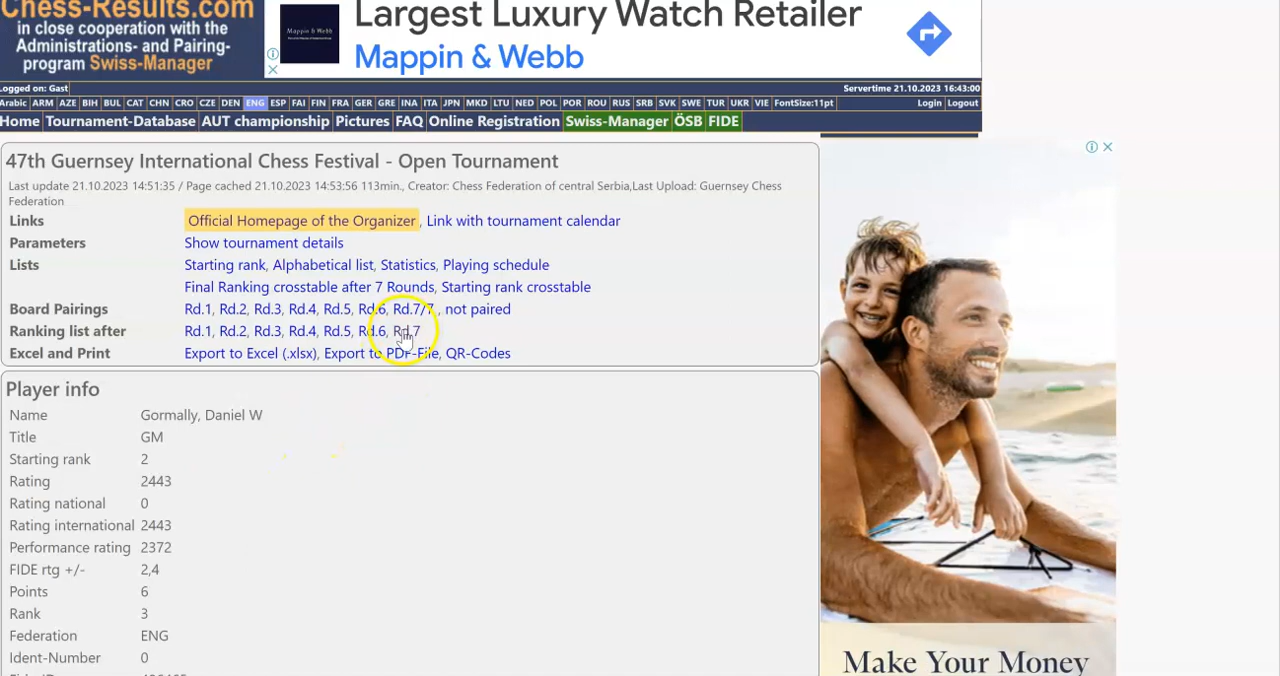 Chess-Results.com
in close cooperation with the
Administrations- and Pairing-
program Swiss-Manager
Mappin & Webb
Largest Luxury Watch Retailer
Mappin & Webb
Logged on: Gast
Servertime 21.10.2023 16:43:00
Arabic ARM AZE BIH BUL CAT CHN CRO CZE DEN ENG ESP FAI FIN FRA GER GRE INA ITA JPN MKD LTU NED POL POR ROU RUS SRB SVK SWE TUR UKR VIE FontSize:11pt Login Logout
Home Tournament-Database AUT championship Pictures FAQ Online Registration Swiss-Manager ÖSB FIDE
47th Guernsey International Chess Festival - Open Tournament
Last update 21.10.2023 14:51:35 / Page cached 21.10.2023 14:53:56 113min., Creator: Chess Federation of central Serbia,Last Upload: Guernsey Chess
Federation
Links Official Homepage of the Organizer, Link with tournament calendar
Parameters Show tournament details
Lists Starting rank, Alphabetical list, Statistics, Playing schedule
Final Ranking crosstable after 7 Rounds, Starting rank crosstable
Board Pairings Rd.1, Rd.2, Rd.3, Rd.4, Rd.5, Rd.6, Rd.7/7 , not paired
Ranking list after Rd.1, Rd.2, Rd.3, Rd.4, Rd.5, Rd.6, Rd.7
Excel and Print Export to Excel (.xlsx), Export to PDF-File, QR-Codes
Player info
Name Gormally, Daniel W
Title GM
Starting rank 2
Rating 2443
Rating national 0
Rating international 2443
Performance rating 2372
FIDE rtg +/- 2,4
Points 6
Rank 3
Federation ENG
Ident-Number 0
Make Your Money